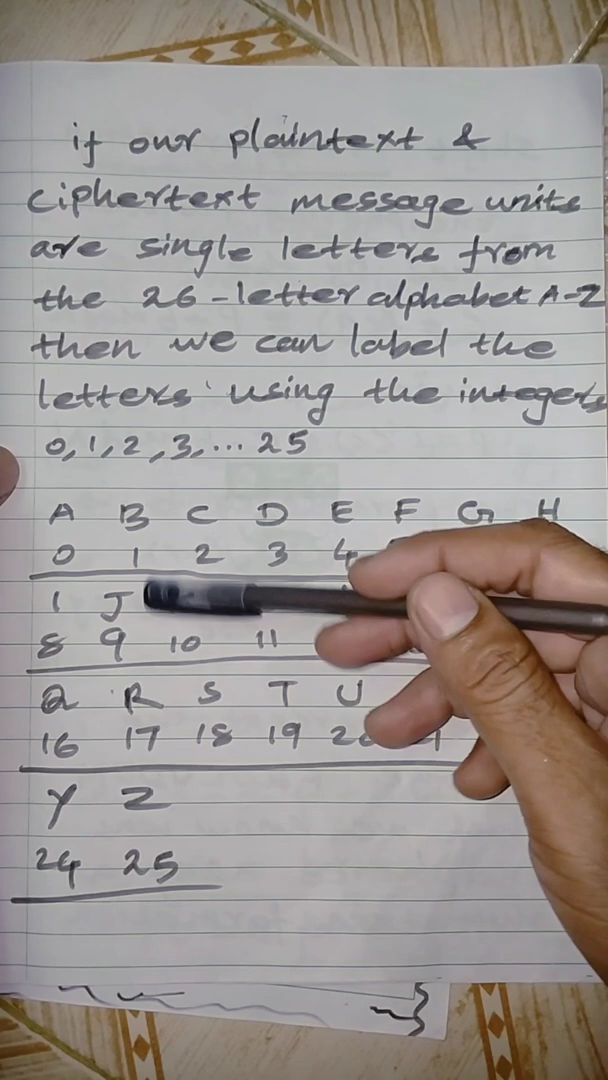 if our plaintext &
ciphertext message units
are single letters from
the 26-letter alphabet A-Z
then we can label the
letters using the integers
0, 1, 2, 3, ... 25
A B C D E F G H
0 1 2 3 4
I J
8 9 10 11
Q R S T U
16 17 18 19 20 21
Y Z
24 25